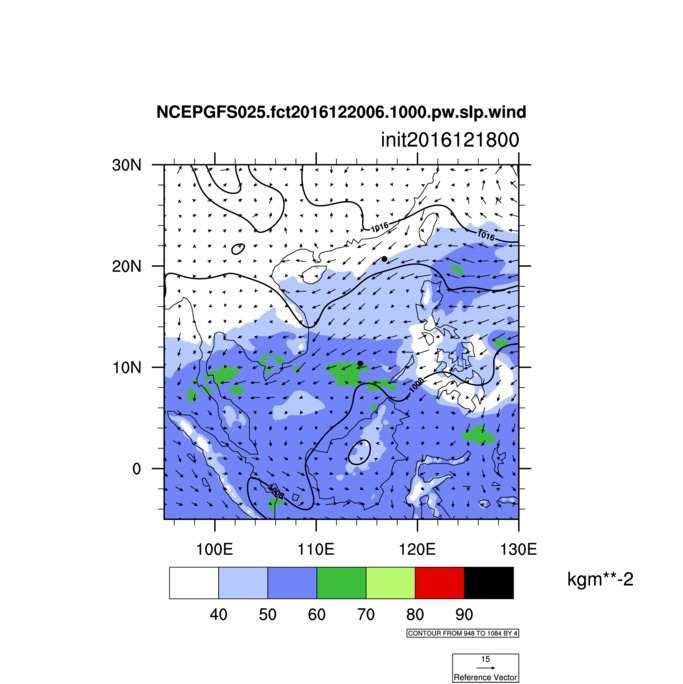 NCEPGFS025.fct2016122006.1000.pw.slp.wind
init2016121800
30N
1016
1016
20N
10N
1008
0
1008
100E
110E
120E
130E
kgm**-2
40
50
60
70
80
90
CONTOUR FROM 948 TO 1084 BY 4
15
Reference Vector